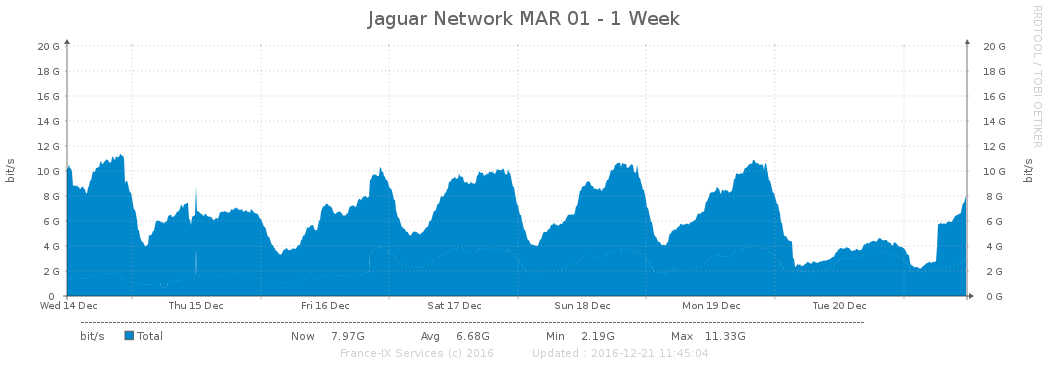 Jaguar Network MAR 01 - 1 Week
RRDTOOL / TOBI OETIKER
bit/s
20 G 20 G
18 G 18 G
16 G 16 G
14 G 14 G
12 G 12 G
10 G 10 G
8 G 8 G
6 G 6 G
4 G 4 G
2 G 2 G
0 0 G
bit/s
Wed 14 Dec Thu 15 Dec Fri 16 Dec Sat 17 Dec Sun 18 Dec Mon 19 Dec Tue 20 Dec
bit/s Total Now 7.97G Avg 6.68G Min 2.19G Max 11.33G
France-IX Services (c) 2016 Updated : 2016-12-21 11:45:04